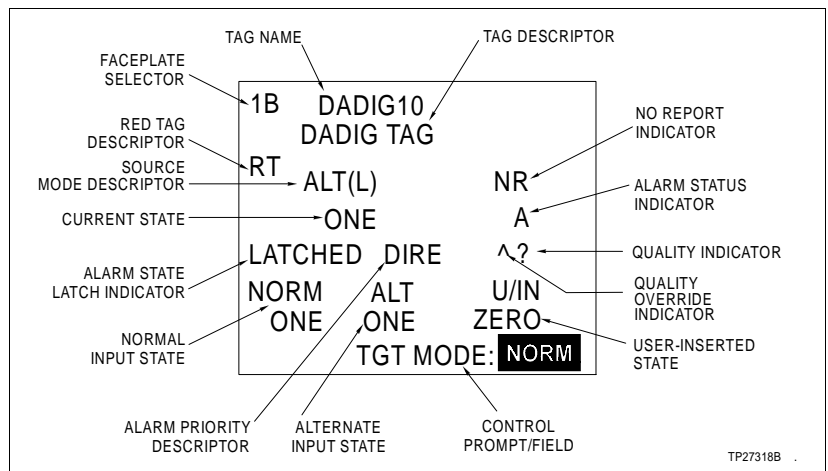 TAG NAME
TAG DESCRIPTOR
FACEPLATE
SELECTOR
1B
DADIG10
DADIG TAG
RED TAG
DESCRIPTOR
RT
NO REPORT
INDICATOR
SOURCE
MODE DESCRIPTOR
ALT(L)
NR
ALARM STATUS
INDICATOR
CURRENT STATE
ONE
A
LATCHED
DIRE
^?
QUALITY INDICATOR
ALARM STATE
LATCH INDICATOR
QUALITY
OVERRIDE
INDICATOR
NORM
ALT
U/IN
ONE
ONE
ZERO
NORMAL
INPUT STATE
USER-INSERTED
STATE
TGT MODE: NORM
ALARM PRIORITY
DESCRIPTOR
ALTERNATE
INPUT STATE
CONTROL
PROMPT/FIELD
TP27318B .